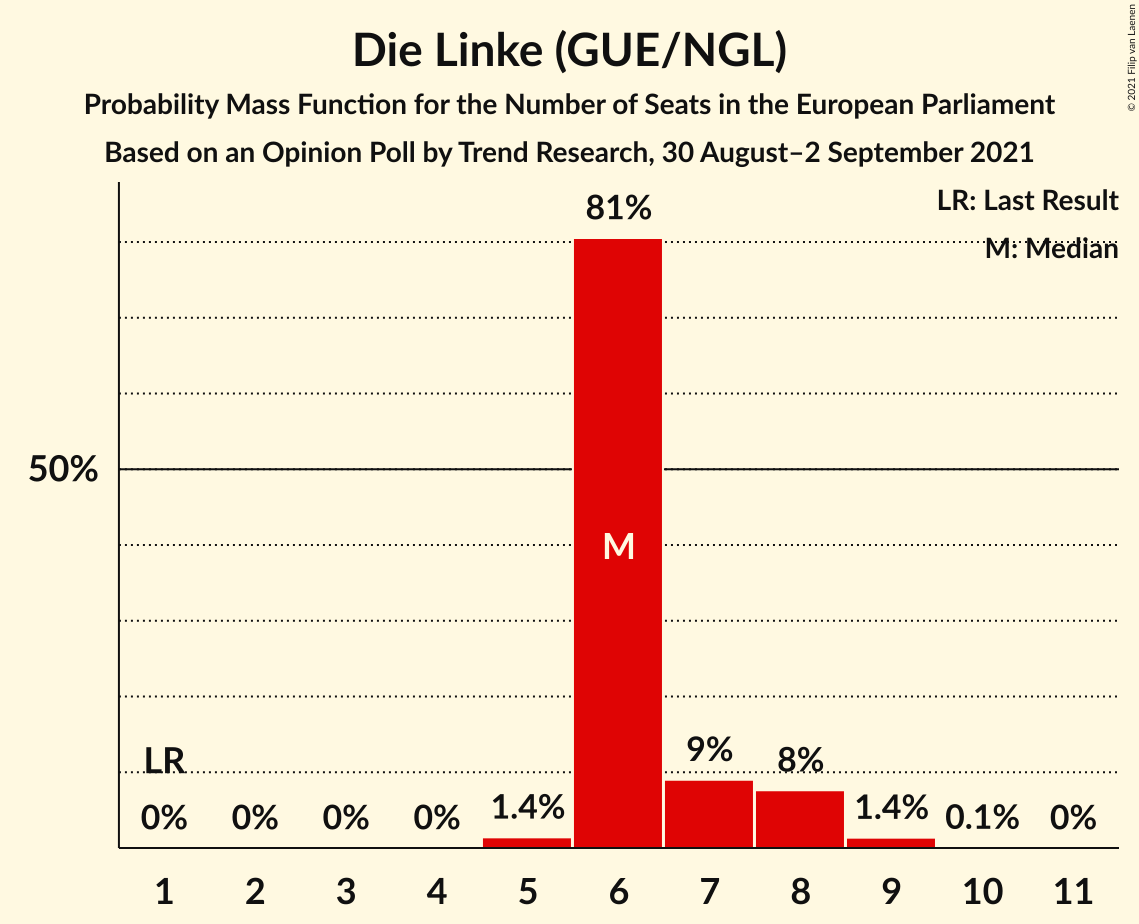 Die Linke (GUE/NGL)
Probability Mass Function for the Number of Seats in the European Parliament
Based on an Opinion Poll by Trend Research, 30 August–2 September 2021
© 2021 Filip van Laenen
LR: Last Result
M: Median
81%
50%
M
LR
9%
8%
0%
0%
0%
0%
1.4%
1.4%
0.1%
0%
1 2 3 4 5 6 7 8 9 10 11